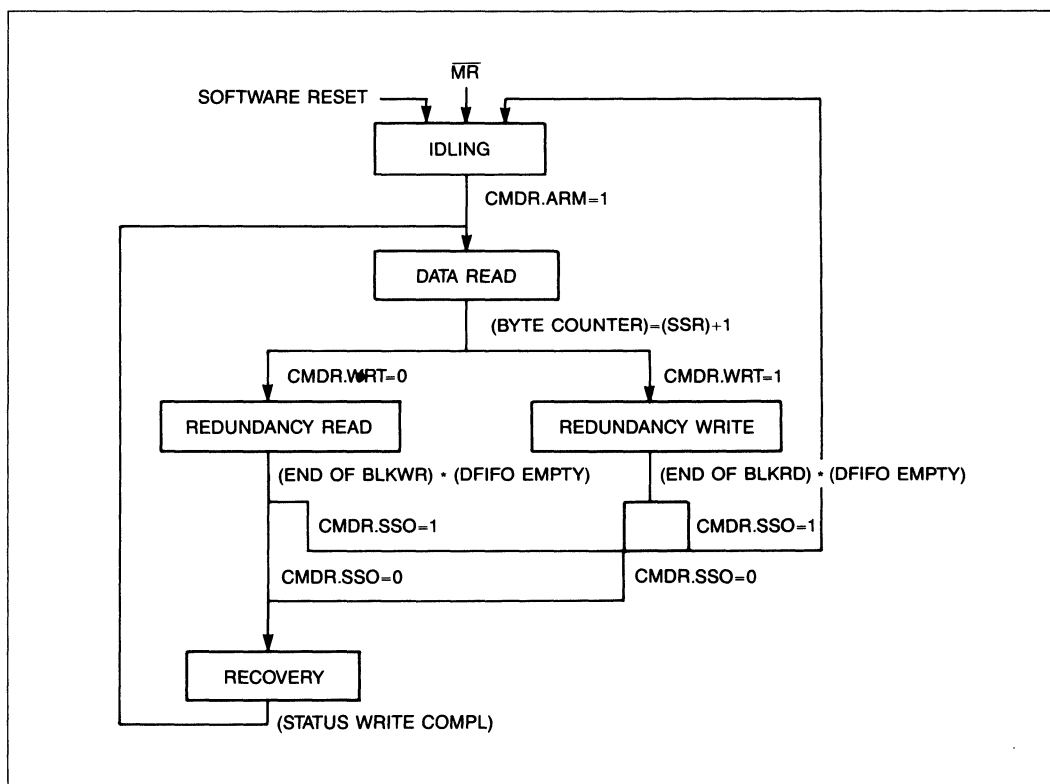 MR
SOFTWARE RESET
IDLING
CMDR.ARM=1
DATA READ
(BYTE COUNTER)=(SSR)+1
CMDR.WRT=0
CMDR.WRT=1
REDUNDANCY READ
REDUNDANCY WRITE
(END OF BLKWR) * (DFIFO EMPTY)
(END OF BLKRD) * (DFIFO EMPTY)
CMDR.SSO=1
CMDR.SSO=1
CMDR.SSO=0
CMDR.SSO=0
RECOVERY
(STATUS WRITE COMPL)